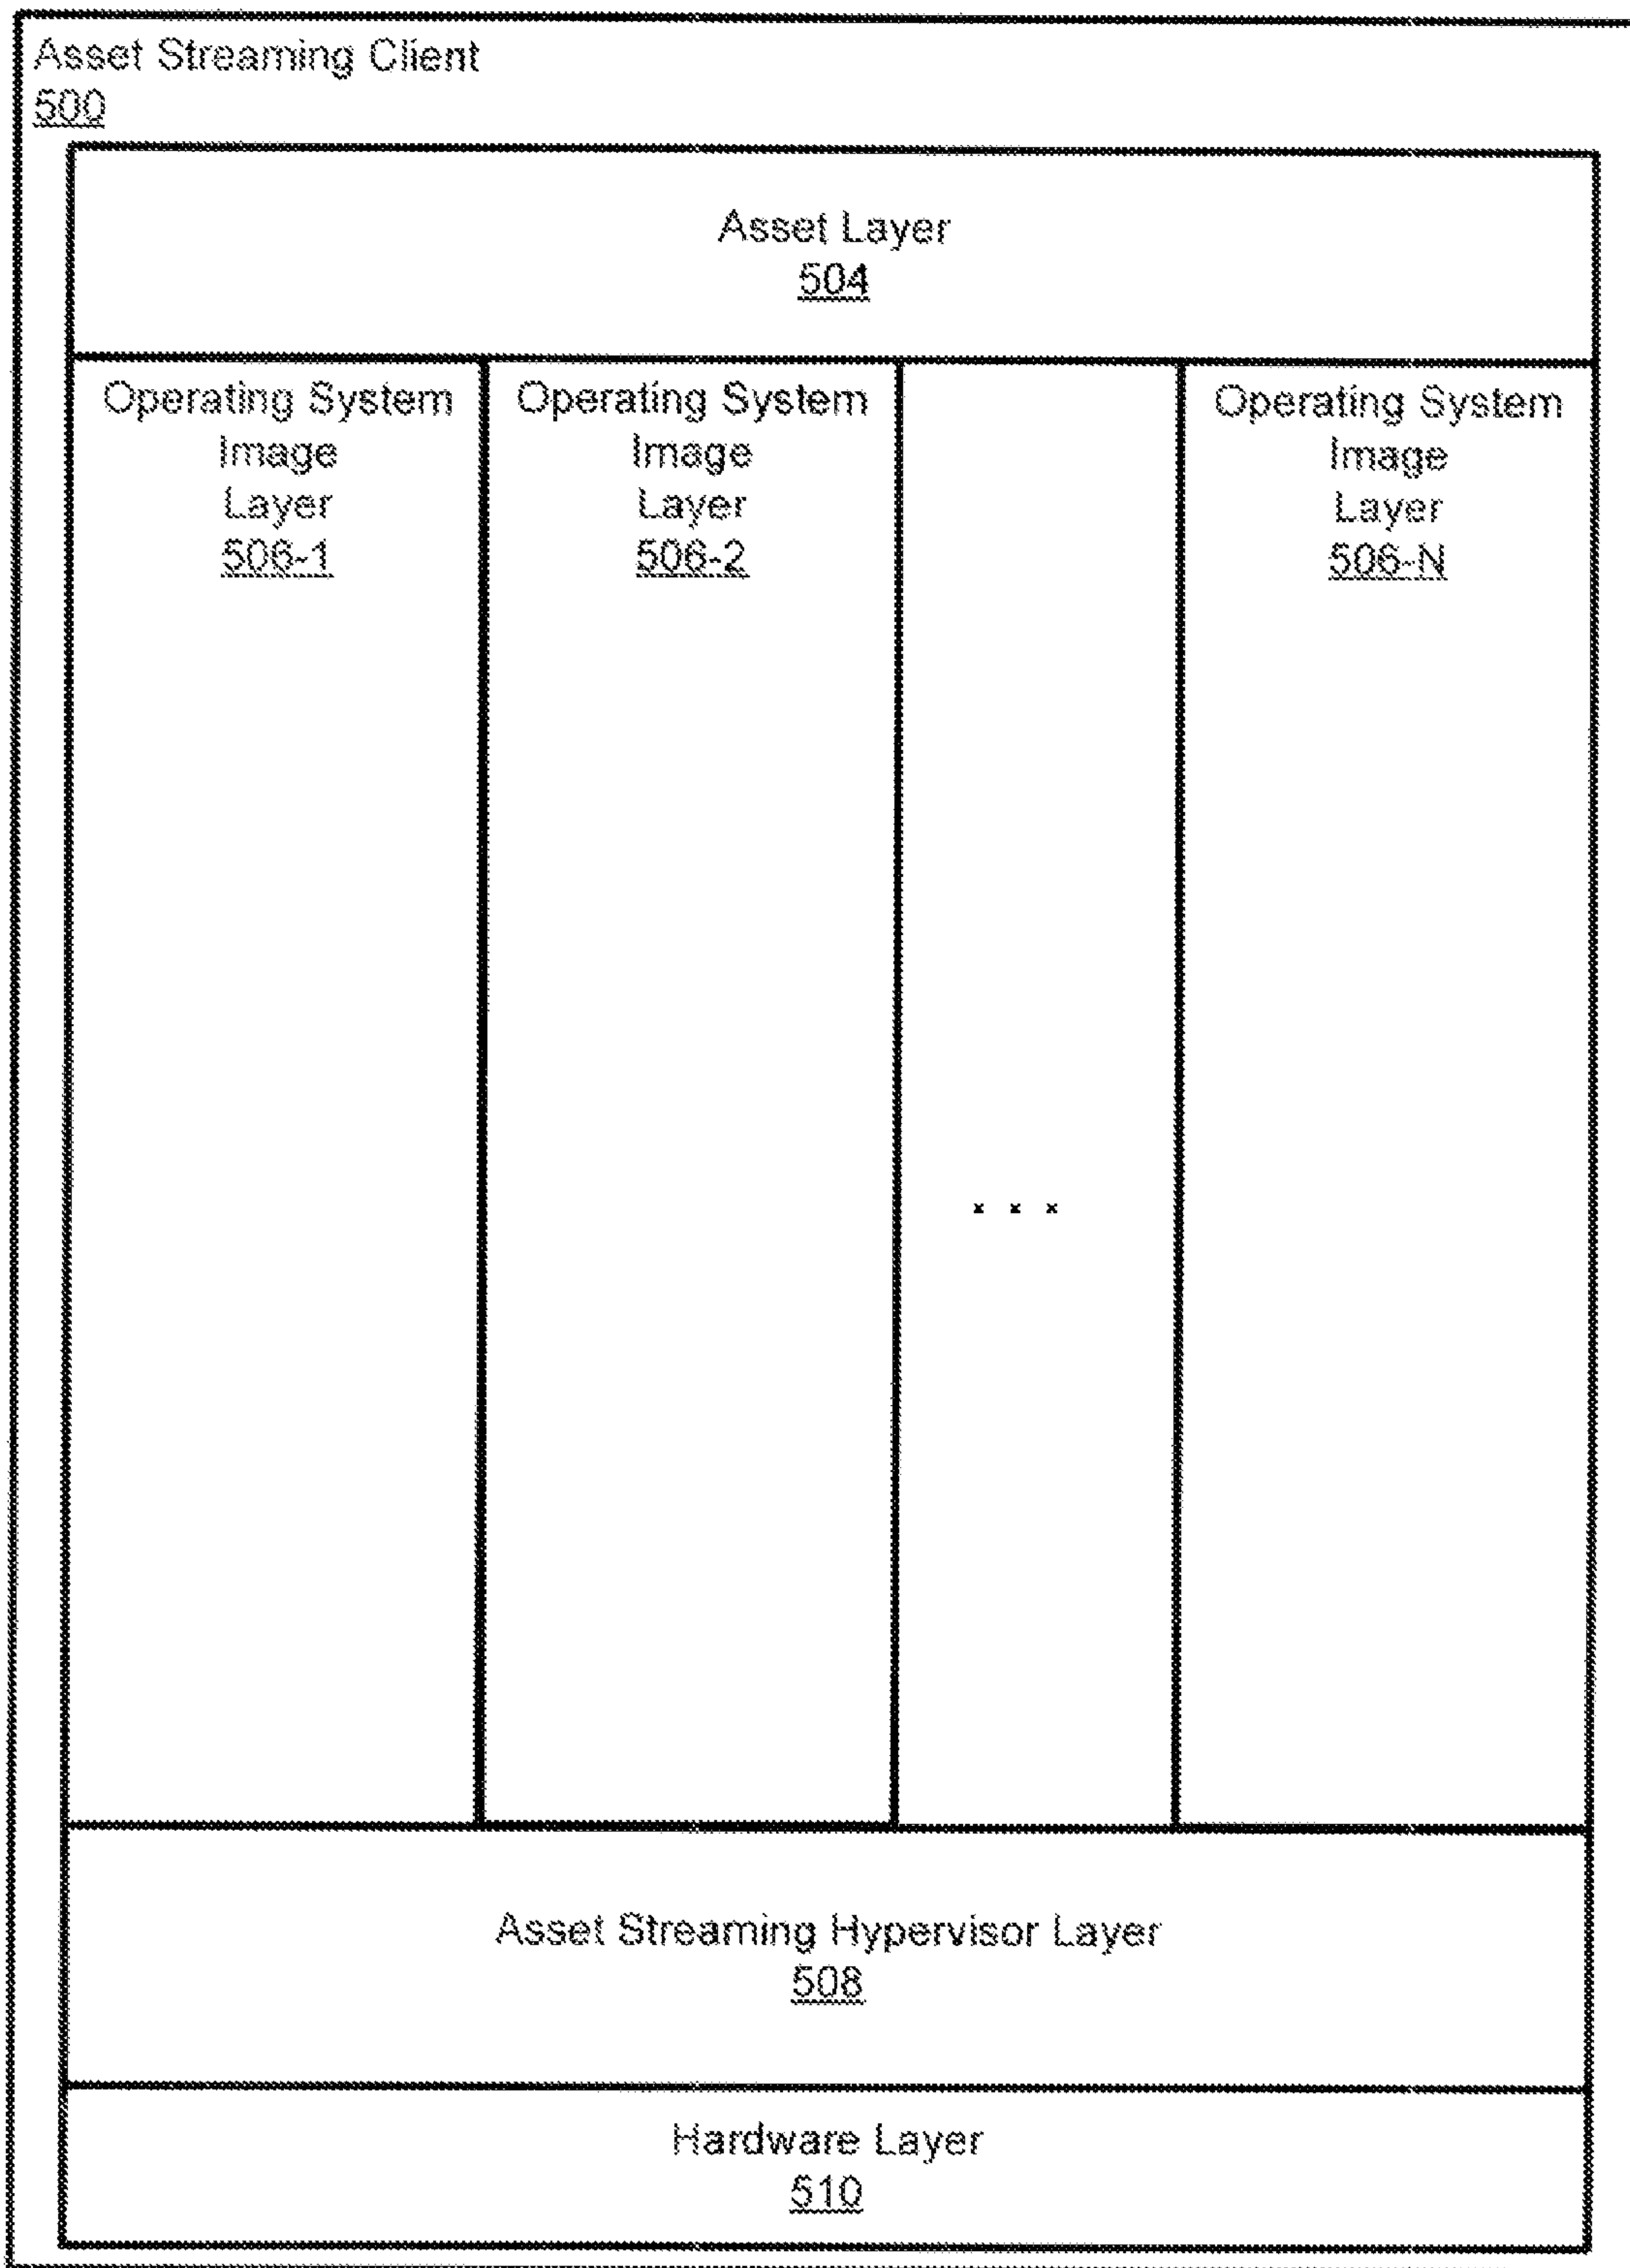 Asset Streaming Client
500
Asset Layer
504
Operating System
Image
Layer
506-1
Operating System
Image
Layer
506-2
. . .
Operating System
Image
Layer
506-N
Asset Streaming Hypervisor Layer
508
Hardware Layer
510